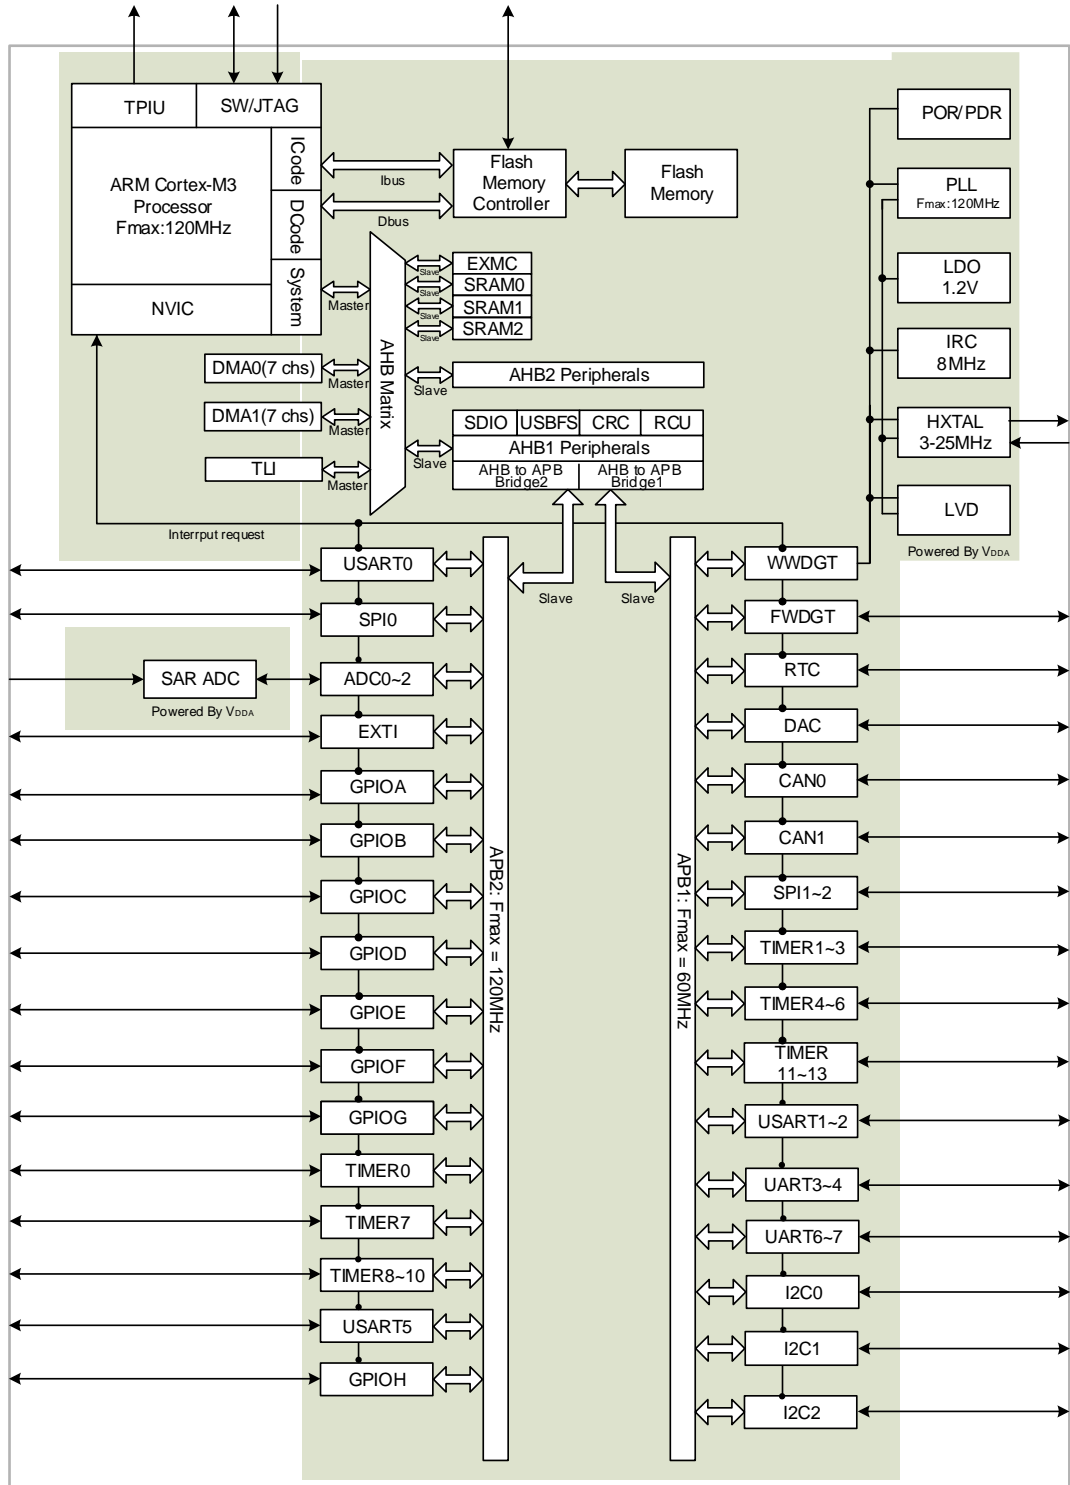 TPIU
SW/JTAG
ARM Cortex-M3
Processor
Fmax:120MHz
ICode
DCode
System
NVIC
Ibus
Dbus
Flash
Memory
Controller
Flash
Memory
POR/PDR
PLL
Fmax:120MHz
LDO
1.2V
IRC
8MHz
HXTAL
3-25MHz
LVD
Powered By VDDA
AHB Matrix
Master
DMA0(7 chs)
Master
DMA1(7 chs)
Master
TLI
Master
Slave
EXMC
Slave
SRAM0
Slave
SRAM1
Slave
SRAM2
Slave
AHB2 Peripherals
SDIO
USBFS
CRC
RCU
Slave
AHB1 Peripherals
AHB to APB
Bridge2
AHB to APB
Bridge1
Interrput request
Slave
Slave
USART0
SPI0
SAR ADC
Powered By VDDA
ADC0~2
EXTI
GPIOA
GPIOB
GPIOC
GPIOD
GPIOE
GPIOF
GPIOG
TIMER0
TIMER7
TIMER8~10
USART5
GPIOH
APB2: Fmax = 120MHz
APB1: Fmax = 60MHz
WWDGT
FWDGT
RTC
DAC
CAN0
CAN1
SPI1~2
TIMER1~3
TIMER4~6
TIMER
11~13
USART1~2
UART3~4
UART6~7
I2C0
I2C1
I2C2